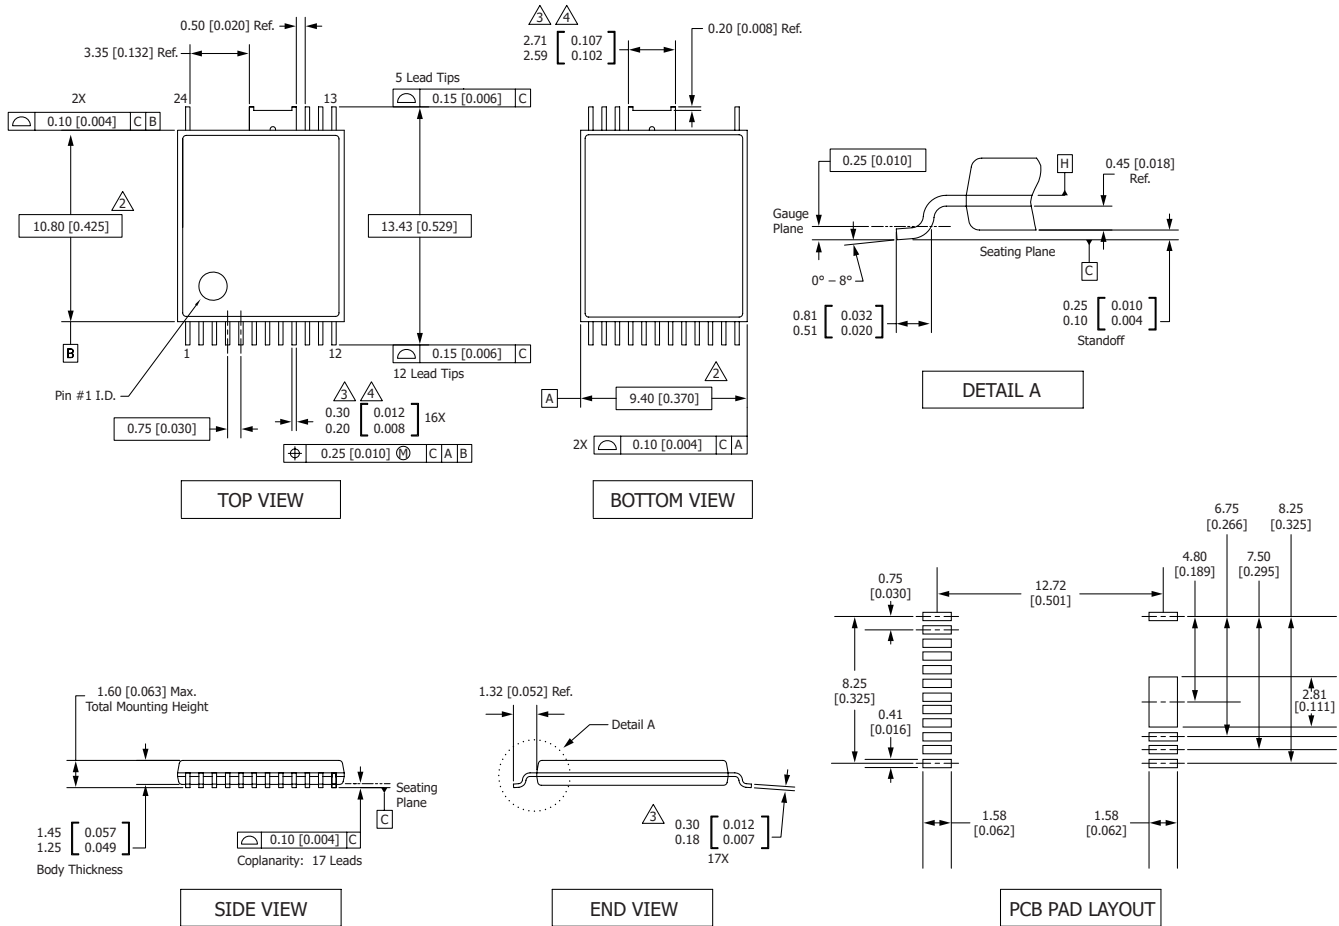 0.50 [0.020] Ref.
3.35 [0.132] Ref.
2X
0.10 [0.004] C B
24
13
5 Lead Tips
0.15 [0.006] C
2
10.80 [0.425]
13.43 [0.529]
B
1
12
0.15 [0.006] C
12 Lead Tips
Pin #1 I.D.
3 4
0.75 [0.030]
0.30 [0.012] 16X
0.20 [0.008]
0.25 [0.010] M C A B
TOP VIEW
3 4
2.71 [0.107]
2.59 [0.102]
0.20 [0.008] Ref.
2
A
9.40 [0.370]
2X 0.10 [0.004] C A
BOTTOM VIEW
0.25 [0.010]
H
0.45 [0.018]
Ref.
Gauge
Plane
Seating Plane
C
0° – 8°
0.81 [0.032]
0.51 [0.020]
0.25 [0.010]
0.10 [0.004]
Standoff
DETAIL A
1.60 [0.063] Max.
Total Mounting Height
Seating
Plane
C
1.45 [0.057]
1.25 [0.049]
Body Thickness
0.10 [0.004] C
Coplanarity: 17 Leads
SIDE VIEW
1.32 [0.052] Ref.
Detail A
3
0.30 [0.012]
0.18 [0.007]
17X
END VIEW
6.75
[0.266]
8.25
[0.325]
4.80
[0.189]
7.50
[0.295]
0.75
[0.030]
12.72
[0.501]
8.25
[0.325]
2.81
[0.111]
0.41
[0.016]
1.58
[0.062]
1.58
[0.062]
PCB PAD LAYOUT